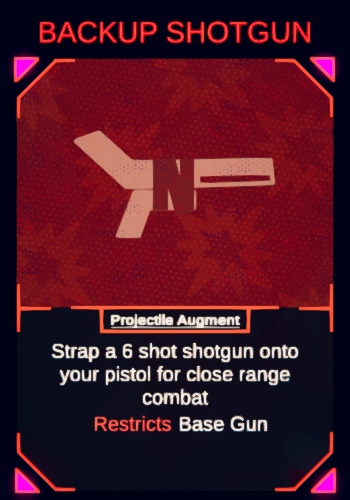 BACKUP SHOTGUN
Projectile Augment
Strap a 6 shot shotgun onto
your pistol for close range
combat
Restricts Base Gun